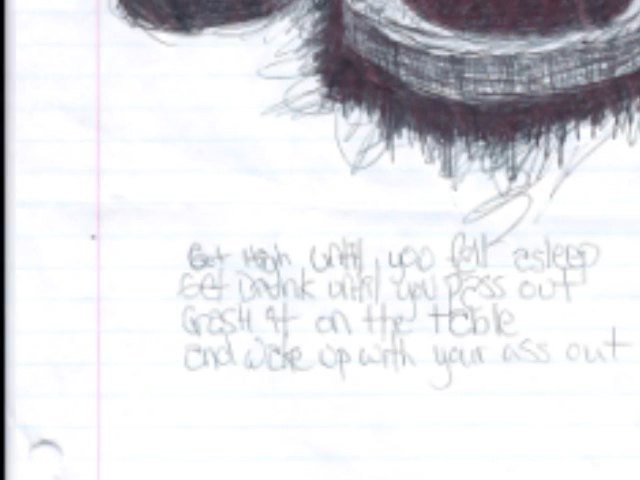 Get High until you fall asleep
Get Drunk until you pass out
Crash at on the table
and wake up with your ass out